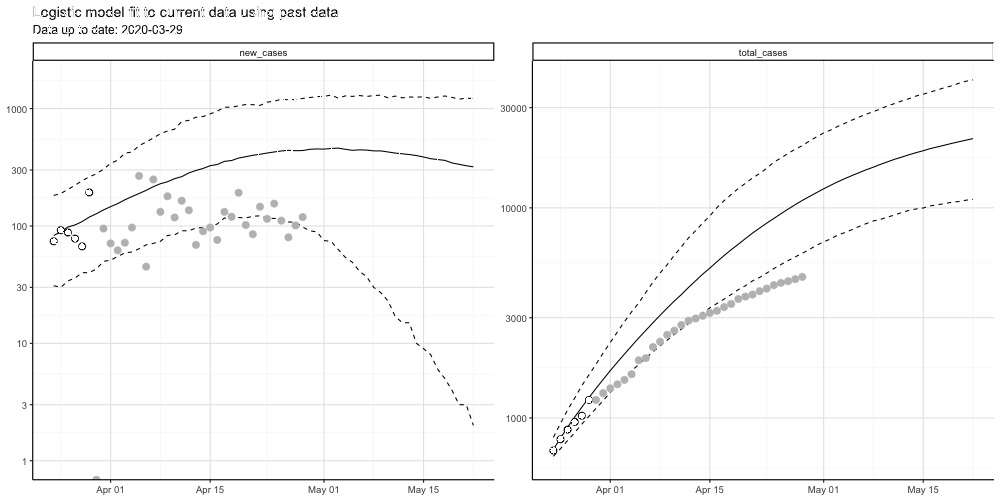 Logistic model fit to current data using past data
Data up to date: 2020-03-29
new_cases
total_cases
1000
300
100
30
10
3
1
Apr 01
Apr 15
May 01
May 15
30000
10000
3000
1000
Apr 01
Apr 15
May 01
May 15